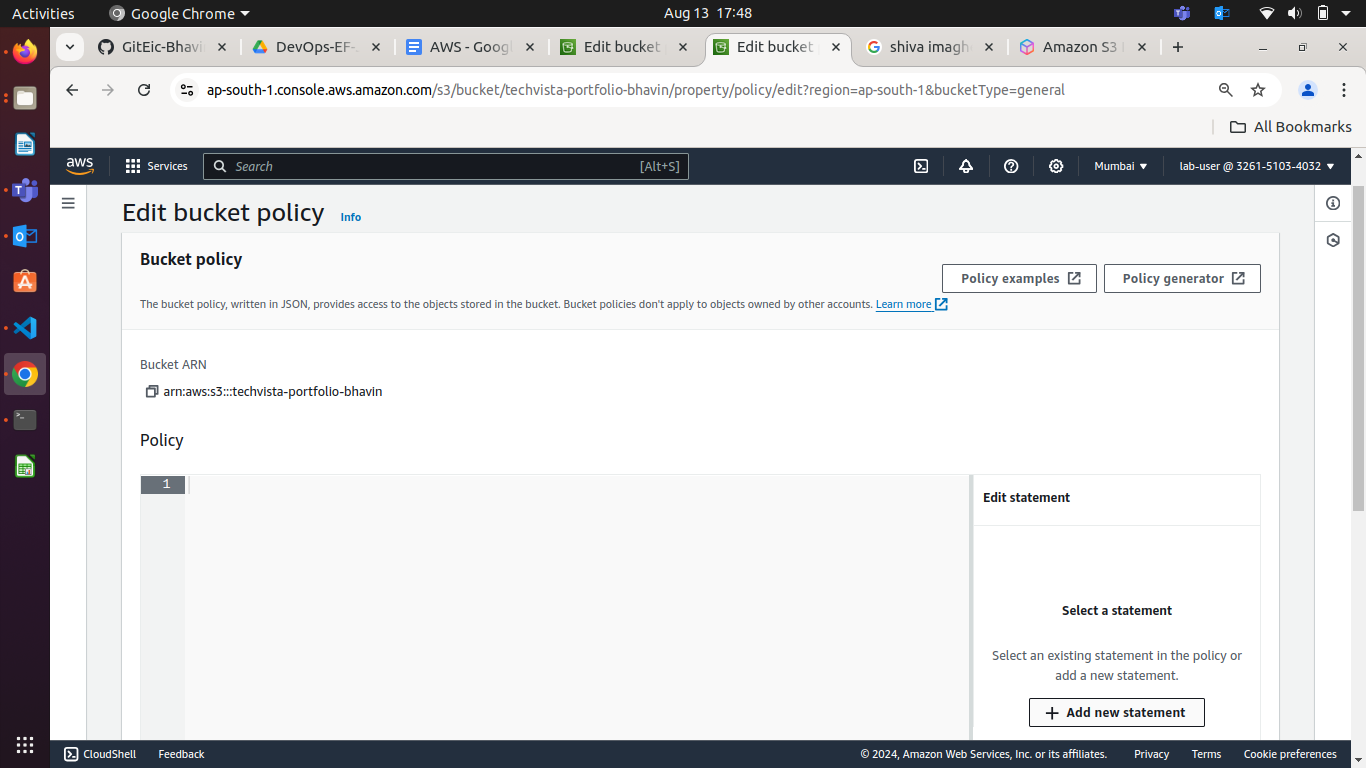 Activities
Google Chrome
Aug 13 17:48
GitEic-Bhavi
DevOps-EF-
AWS - Googl
Edit bucket
Edit bucket
shiva imagh
Amazon S3
ap-south-1.console.aws.amazon.com/s3/bucket/techvista-portfolio-bhavin/property/policy/edit?region=ap-south-1&bucketType=general
All Bookmarks
aws
Services
Search
[Alt+S]
Mumbai
lab-user @ 3261-5103-4032
Edit bucket policy
Info
Bucket policy
Policy examples
Policy generator
The bucket policy, written in JSON, provides access to the objects stored in the bucket. Bucket policies don't apply to objects owned by other accounts. Learn more
Bucket ARN
arn:aws:s3:::techvista-portfolio-bhavin
Policy
1
Edit statement
Select a statement
Select an existing statement in the policy or
add a new statement.
Add new statement
CloudShell
Feedback
© 2024, Amazon Web Services, Inc. or its affiliates.
Privacy
Terms
Cookie preferences